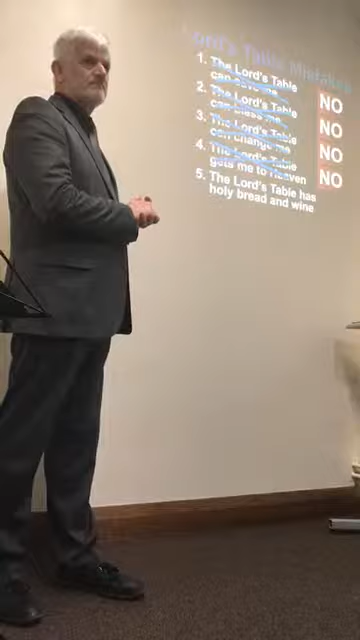 Lord's Table Mistakes
1. The Lord's Table
can save me
NO
2. The Lord's Table
can bless me
NO
3. The Lord's Table
can change me
NO
4. The Lord's Table
gets me to Heaven
NO
5. The Lord's Table has
holy bread and wine